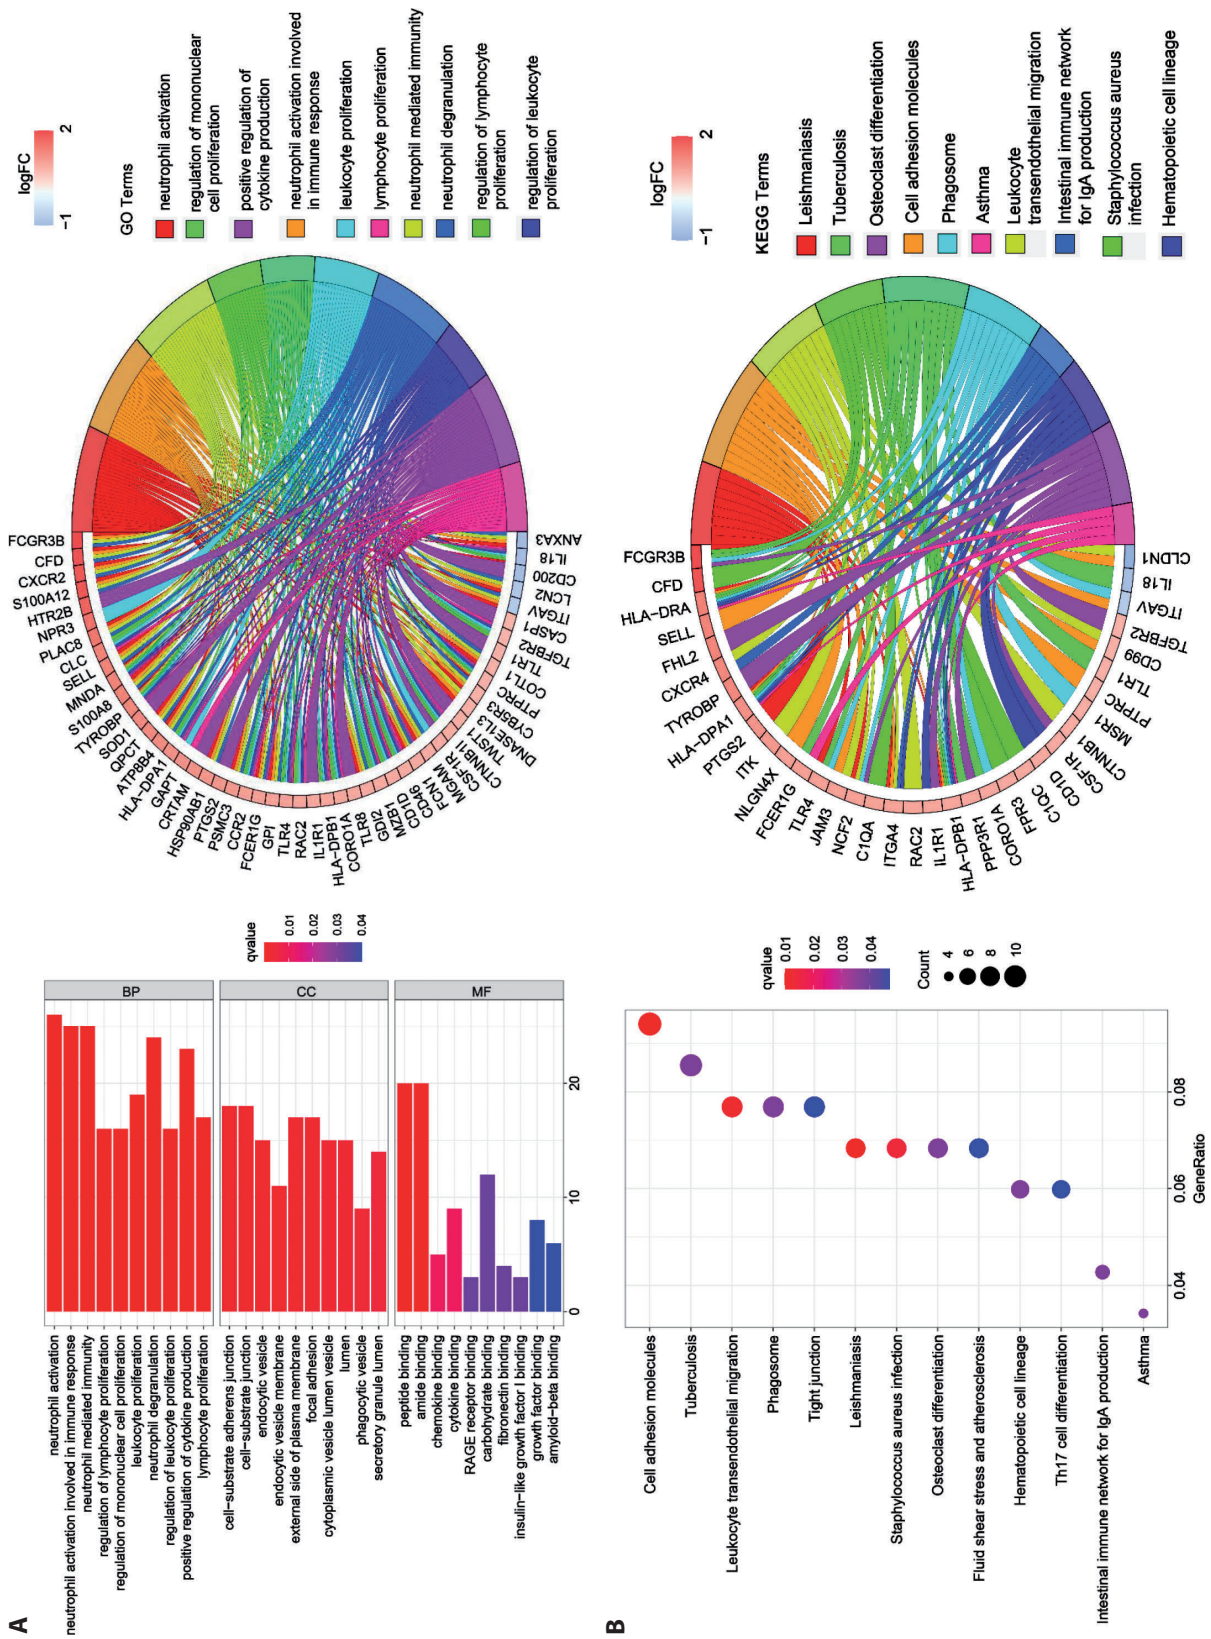 A
neutrophil activation
neutrophil activation involved in immune response
neutrophil mediated immunity
regulation of lymphocyte proliferation
regulation of mononuclear cell proliferation
leukocyte proliferation
neutrophil degranulation
regulation of leukocyte proliferation
positive regulation of cytokine production
lymphocyte proliferation
BP
cell−substrate adherens junction
cell−substrate junction
endocytic vesicle
endocytic vesicle membrane
external side of plasma membrane
focal adhesion
cytoplasmic vesicle lumen
vesicle lumen
phagocytic vesicle
secretory granule lumen
CC
peptide binding
amide binding
chemokine binding
cytokine binding
RAGE receptor binding
carbohydrate binding
fibronectin binding
insulin−like growth factor I binding
growth factor binding
amyloid−beta binding
MF
0
10
20
qvalue
0.01
0.02
0.03
0.04
FCGR3B
CFD
CXCR2
S100A12
HTR2B
NPR3
PLAC8
CLC
SELL
MNDA
S100A8
TYROBP
SOD1
QPCT
ATP8B4
HLA−DPA1
GAPT
CRTAM
HSP90AB1
PTGS2
PSMC3
CCR2
FCER1G
GPI
TLR4
RAC2
IL1R1
HLA−DPB1
CORO1A
TLR8
GDI2
MZB1
CD1D
CD46
FCN1
MGAM
CSF1R
CTNNB1
TWIST1
DNASE1L3
CYB5R3
PTPRC
COTL1
TLR1
TGFBR2
CASP1
ITGAV
LCN2
CD200
IL18
ANXA3
logFC
−1
2
GO Terms
neutrophil activation
regulation of mononuclear
cell proliferation
positive regulation of
cytokine production
neutrophil activation involved
in immune response
leukocyte proliferation
lymphocyte proliferation
neutrophil mediated immunity
neutrophil degranulation
regulation of lymphocyte
proliferation
regulation of leukocyte
proliferation
B
Cell adhesion molecules
Tuberculosis
Leukocyte transendothelial migration
Phagosome
Tight junction
Leishmaniasis
Staphylococcus aureus infection
Osteoclast differentiation
Fluid shear stress and atherosclerosis
Hematopoietic cell lineage
Th17 cell differentiation
Intestinal immune network for IgA production
Asthma
0.04
0.06
0.08
GeneRatio
qvalue
0.01
0.02
0.03
0.04
Count
4
6
8
10
FCGR3B
CFD
HLA−DRA
SELL
FHL2
CXCR4
TYROBP
HLA−DPA1
PTGS2
ITK
NLGN4X
FCER1G
TLR4
JAM3
NCF2
C1QA
ITGA4
RAC2
IL1R1
HLA−DPB1
PPP3R1
CORO1A
FPR3
C1QC
CD1D
CSF1R
CTNNB1
MSR1
PTPRC
TLR1
CD99
TGFBR2
ITGAV
IL18
CLDN1
logFC
−1
2
KEGG Terms
Leishmaniasis
Tuberculosis
Osteoclast differentiation
Cell adhesion molecules
Phagosome
Asthma
Leukocyte
transendothelial migration
Intestinal immune network
for IgA production
Staphylococcus aureus
infection
Hematopoietic cell lineage